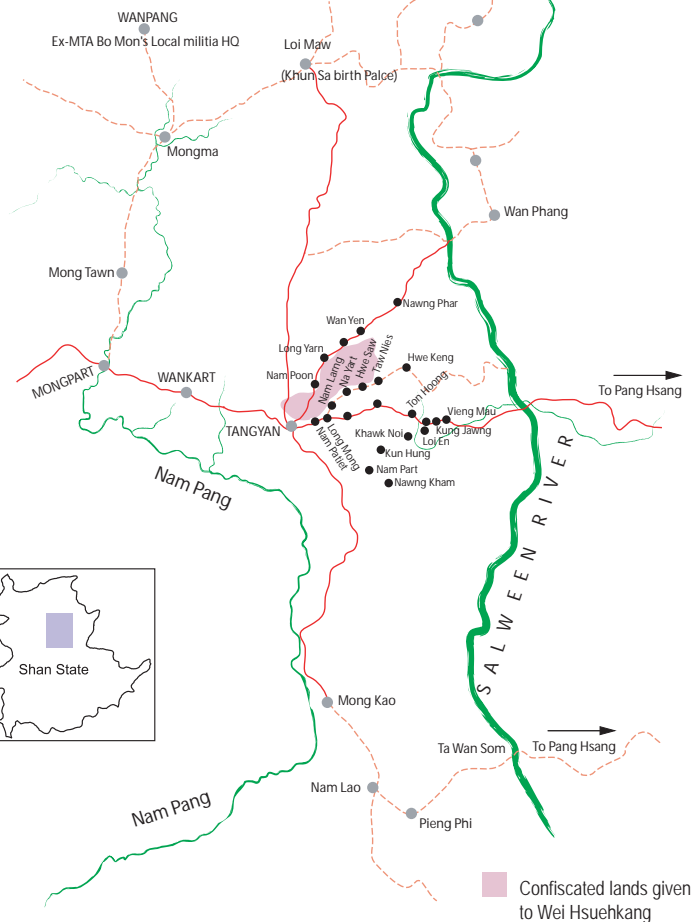 WANPANG
Ex-MTA Bo Mon's Local militia HQ
Loi Maw
(Khun Sa birth Palce)
Mongma
Wan Phang
Mong Tawn
Nawng Phar
Wan Yen
Long Yarn
Nam Poon
Nam Larng
Na Yart
Hwe Saw
Taw Nies
Hwe Keng
MONGPART
WANKART
To Pang Hsang
Ton Hoong
Vieng Mau
TANGYAN
Khawk Noi
Kung Jawng
Loi En
Long Mong
Nam Patiet
Kun Hung
Nam Part
Nawng Kham
Nam Pang
SALWEEN RIVER
Shan State
Mong Kao
Ta Wan Som
To Pang Hsang
Nam Lao
Nam Pang
Pieng Phi
Confiscated lands given
to Wei Hsuehkang